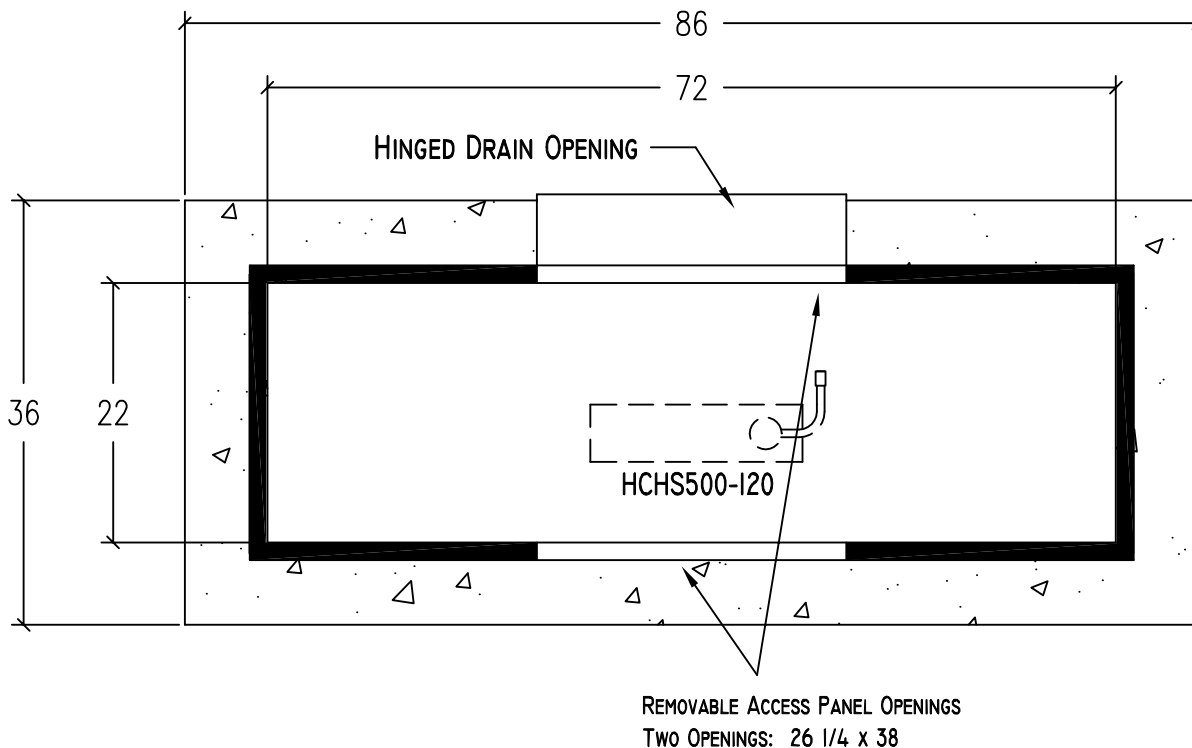 86
72
HINGED DRAIN OPENING
36
22
HCHS500-120
REMOVABLE ACCESS PANEL OPENINGS
TWO OPENINGS: 26 1/4 X 38